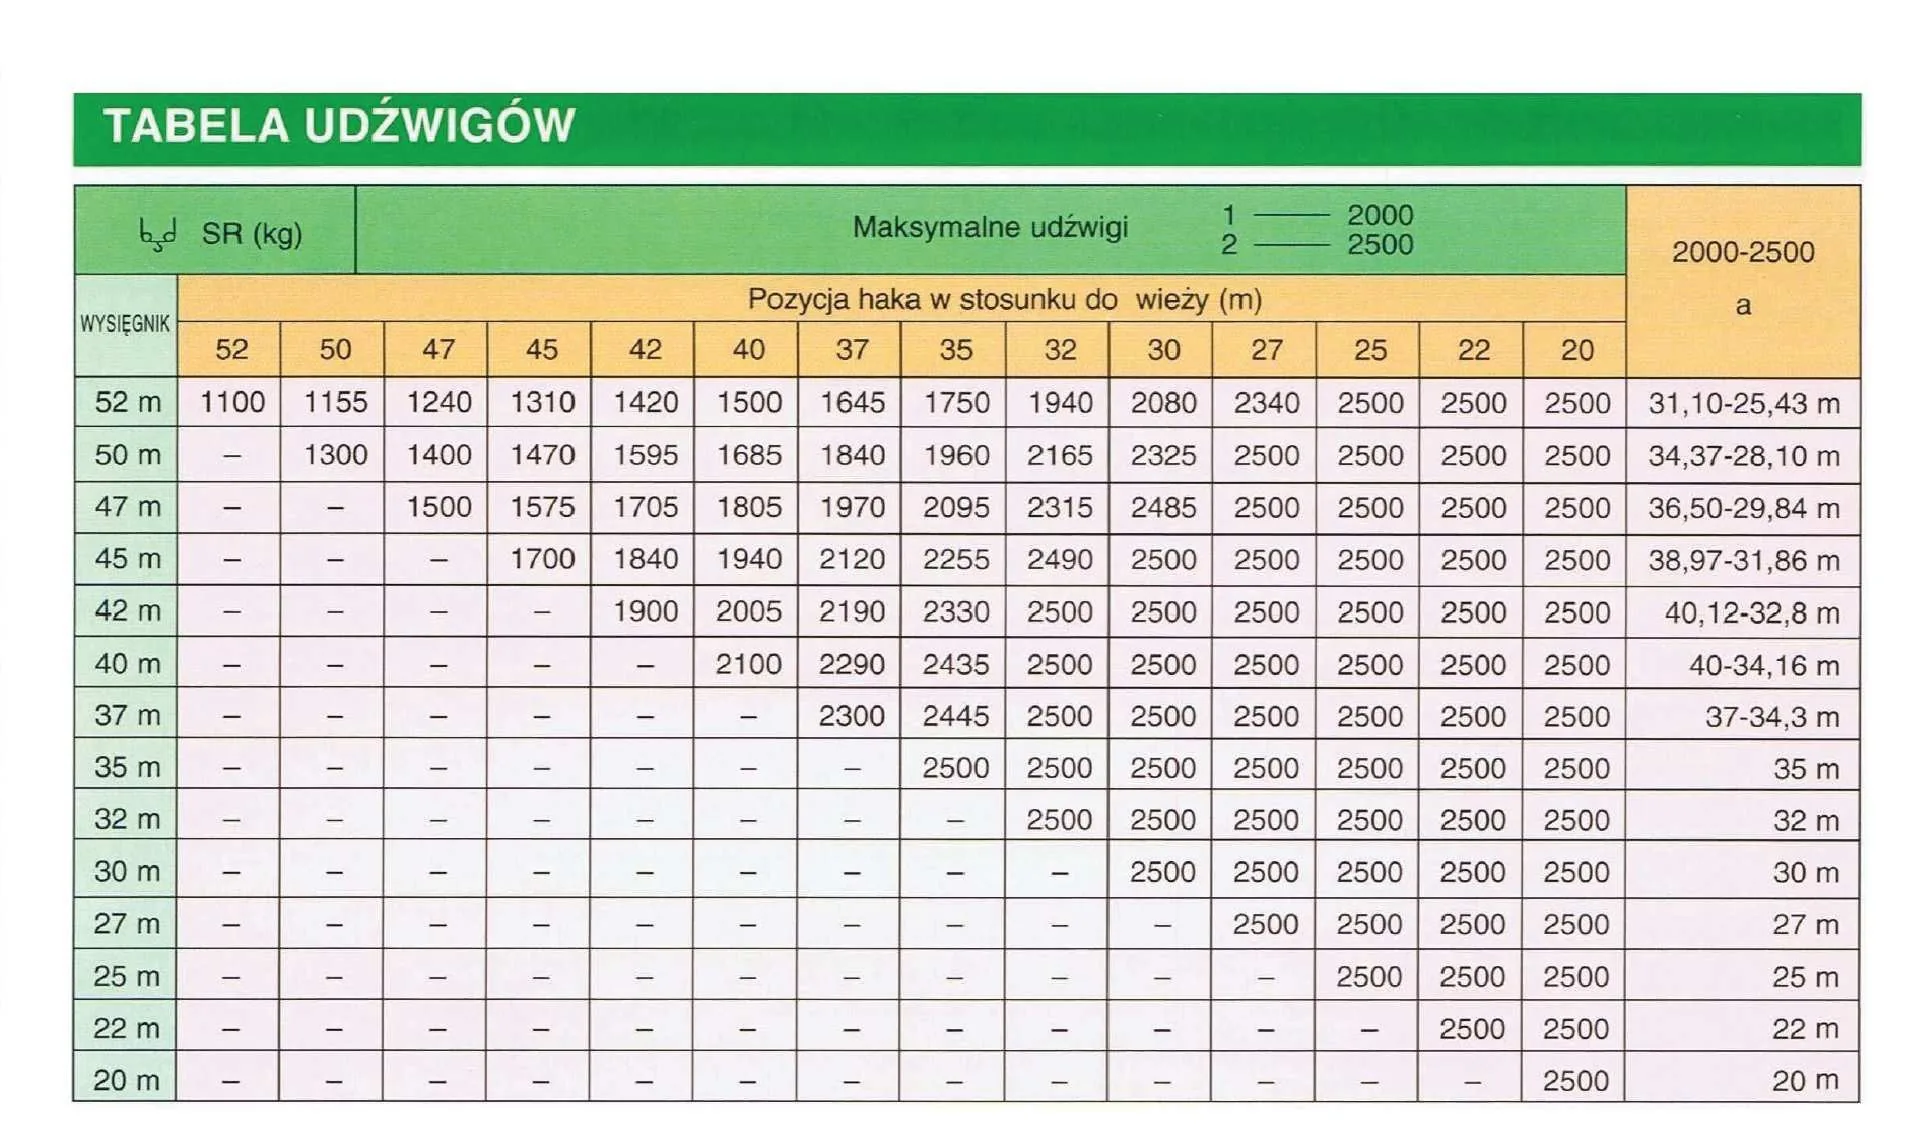 TABELA UDŹWIGÓW
SR (kg) Maksymalne udźwigi 1 —— 2000
2 —— 2500
2000-2500
a
WYSIĘGNIK
Pozycja haka w stosunku do wieży (m)
52 50 47 45 42 40 37 35 32 30 27 25 22 20
52 m 1100 1155 1240 1310 1420 1500 1645 1750 1940 2080 2340 2500 2500 2500 31,10-25,43 m
50 m – 1300 1400 1470 1595 1685 1840 1960 2165 2325 2500 2500 2500 2500 34,37-28,10 m
47 m – – 1500 1575 1705 1805 1970 2095 2315 2485 2500 2500 2500 2500 36,50-29,84 m
45 m – – – 1700 1840 1940 2120 2255 2490 2500 2500 2500 2500 2500 38,97-31,86 m
42 m – – – – 1900 2005 2190 2330 2500 2500 2500 2500 2500 2500 40,12-32,8 m
40 m – – – – – 2100 2290 2435 2500 2500 2500 2500 2500 2500 40-34,16 m
37 m – – – – – – 2300 2445 2500 2500 2500 2500 2500 2500 37-34,3 m
35 m – – – – – – – 2500 2500 2500 2500 2500 2500 2500 35 m
32 m – – – – – – – – 2500 2500 2500 2500 2500 2500 32 m
30 m – – – – – – – – – 2500 2500 2500 2500 2500 30 m
27 m – – – – – – – – – – 2500 2500 2500 2500 27 m
25 m – – – – – – – – – – – 2500 2500 2500 25 m
22 m – – – – – – – – – – – – 2500 2500 22 m
20 m – – – – – – – – – – – – – 2500 20 m